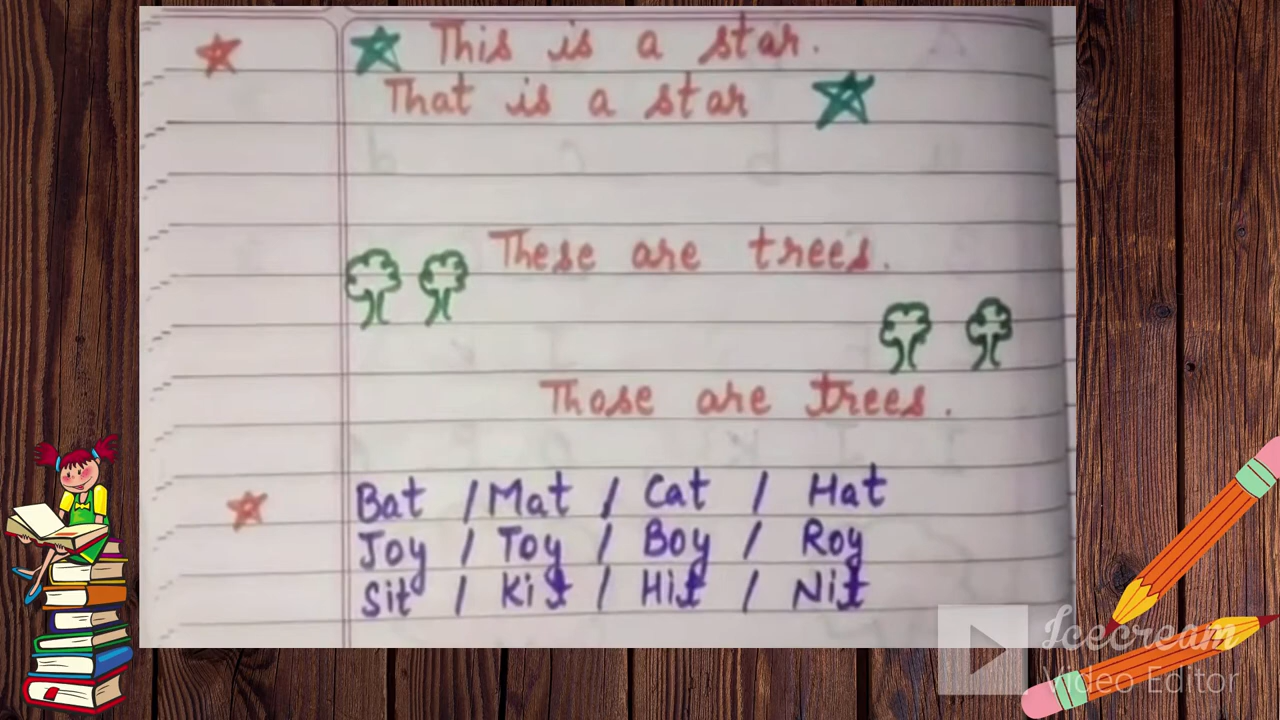 This is a star.
That is a star
These are trees.
Those are trees.
Bat / Mat / Cat / Hat
Joy / Toy / Boy / Roy
Sit / Kit / Hit / Nit
Icecream
Video Editor